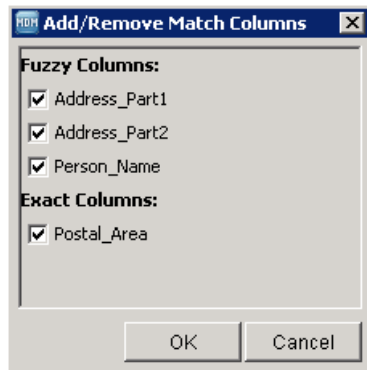 MDM Add/Remove Match Columns
Fuzzy Columns:
Address_Part1
Address_Part2
Person_Name
Exact Columns:
Postal_Area
OK Cancel